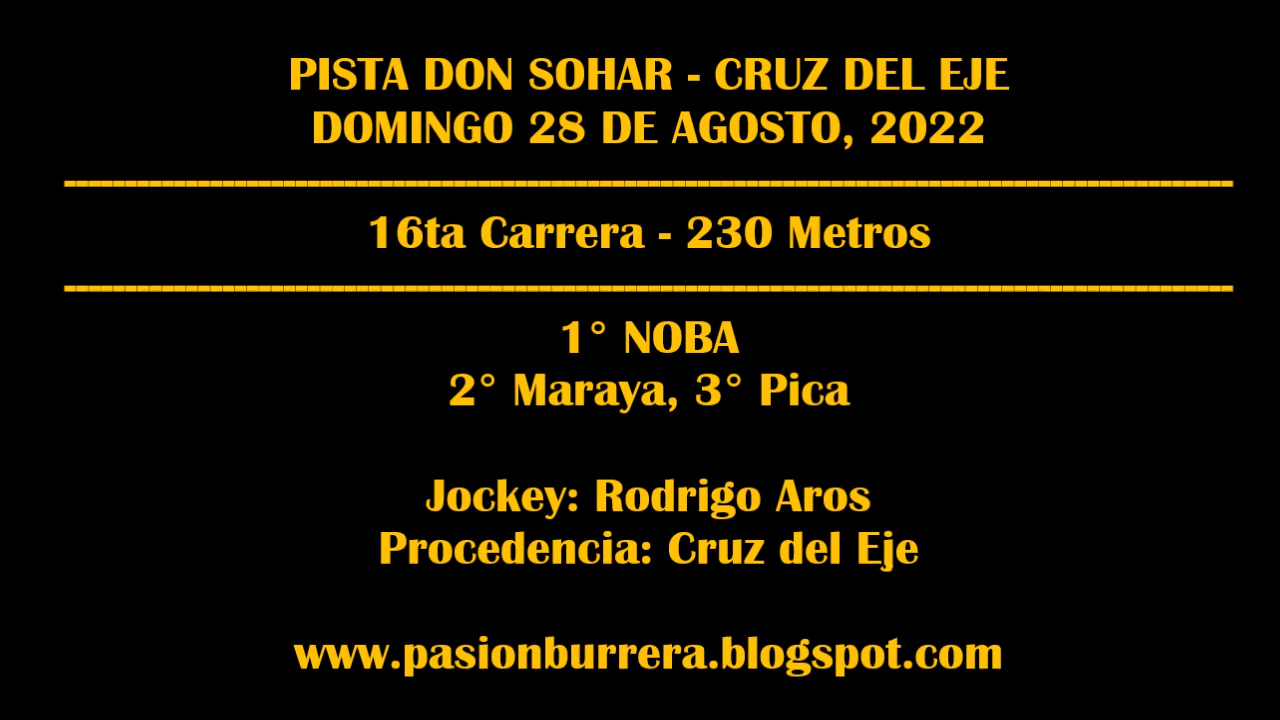 PISTA DON SOHAR - CRUZ DEL EJE
DOMINGO 28 DE AGOSTO, 2022
16ta Carrera - 230 Metros
1° NOBA
2° Maraya, 3° Pica
Jockey: Rodrigo Aros
Procedencia: Cruz del Eje
www.pasionburrera.blogspot.com